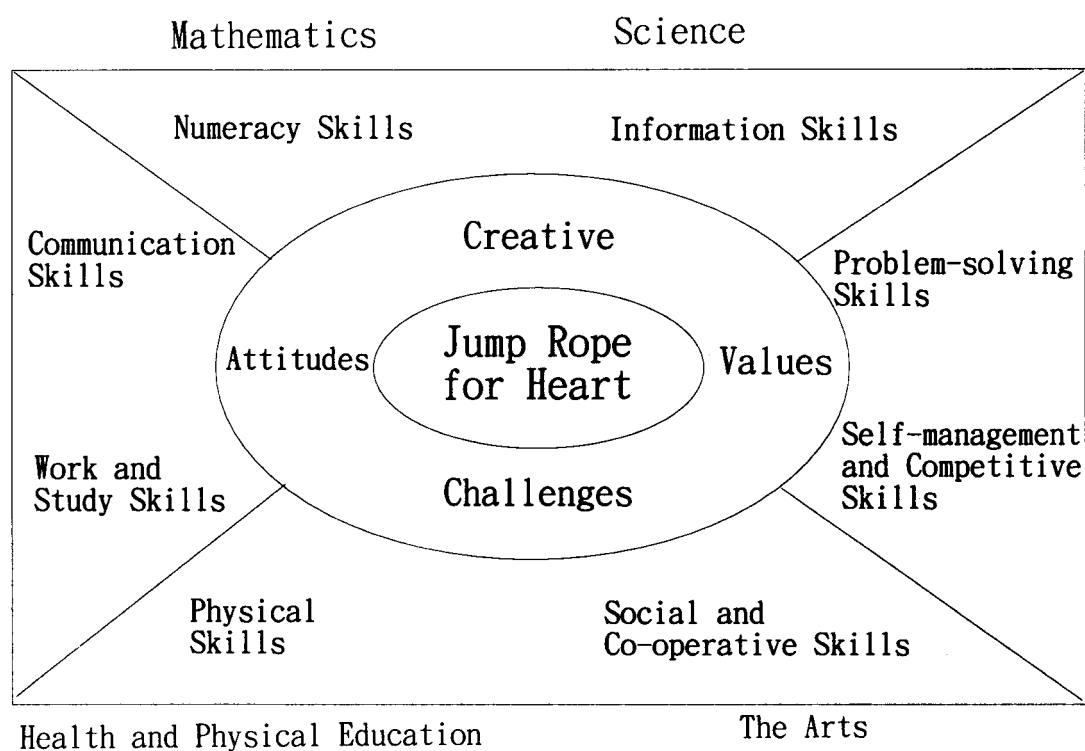 Mathematics
Science
Numeracy Skills
Information Skills
Communication
Skills
Creative
Problem-solving
Skills
Attitudes
Jump Rope
for Heart
Values
Work and
Study Skills
Challenges
Self-management
and Competitive
Skills
Physical
Skills
Social and
Co-operative Skills
Health and Physical Education
The Arts